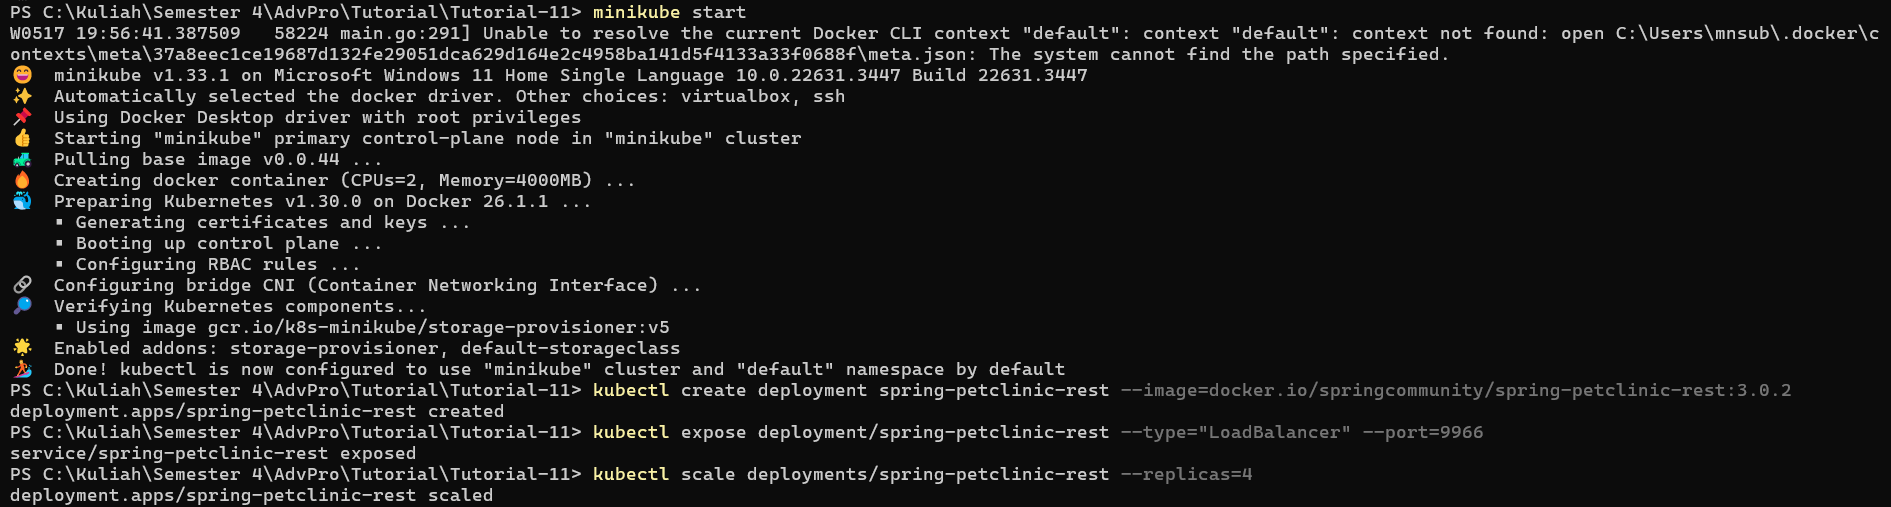 PS C:\Kuliah\Semester 4\AdvPro\Tutorial\Tutorial-11> minikube start
W0517 19:56:41.387509   58224 main.go:291] Unable to resolve the current Docker CLI context "default": context "default": context not found: open C:\Users\mnsub\.docker\c
ontexts\meta\37a8eec1ce19687d132fe29051dca629d164e2c4958ba141d5f4133a33f0688f\meta.json: The system cannot find the path specified.
😄  minikube v1.33.1 on Microsoft Windows 11 Home Single Language 10.0.22631.3447 Build 22631.3447
✨  Automatically selected the docker driver. Other choices: virtualbox, ssh
📌  Using Docker Desktop driver with root privileges
👍  Starting "minikube" primary control-plane node in "minikube" cluster
🚜  Pulling base image v0.0.44 ...
🔥  Creating docker container (CPUs=2, Memory=4000MB) ...
🐳  Preparing Kubernetes v1.30.0 on Docker 26.1.1 ...
    ▪ Generating certificates and keys ...
    ▪ Booting up control plane ...
    ▪ Configuring RBAC rules ...
🔗  Configuring bridge CNI (Container Networking Interface) ...
🔎  Verifying Kubernetes components...
    ▪ Using image gcr.io/k8s-minikube/storage-provisioner:v5
🌟  Enabled addons: storage-provisioner, default-storageclass
🏄  Done! kubectl is now configured to use "minikube" cluster and "default" namespace by default
PS C:\Kuliah\Semester 4\AdvPro\Tutorial\Tutorial-11> kubectl create deployment spring-petclinic-rest --image=docker.io/springcommunity/spring-petclinic-rest:3.0.2
deployment.apps/spring-petclinic-rest created
PS C:\Kuliah\Semester 4\AdvPro\Tutorial\Tutorial-11> kubectl expose deployment/spring-petclinic-rest --type="LoadBalancer" --port=9966
service/spring-petclinic-rest exposed
PS C:\Kuliah\Semester 4\AdvPro\Tutorial\Tutorial-11> kubectl scale deployments/spring-petclinic-rest --replicas=4
deployment.apps/spring-petclinic-rest scaled